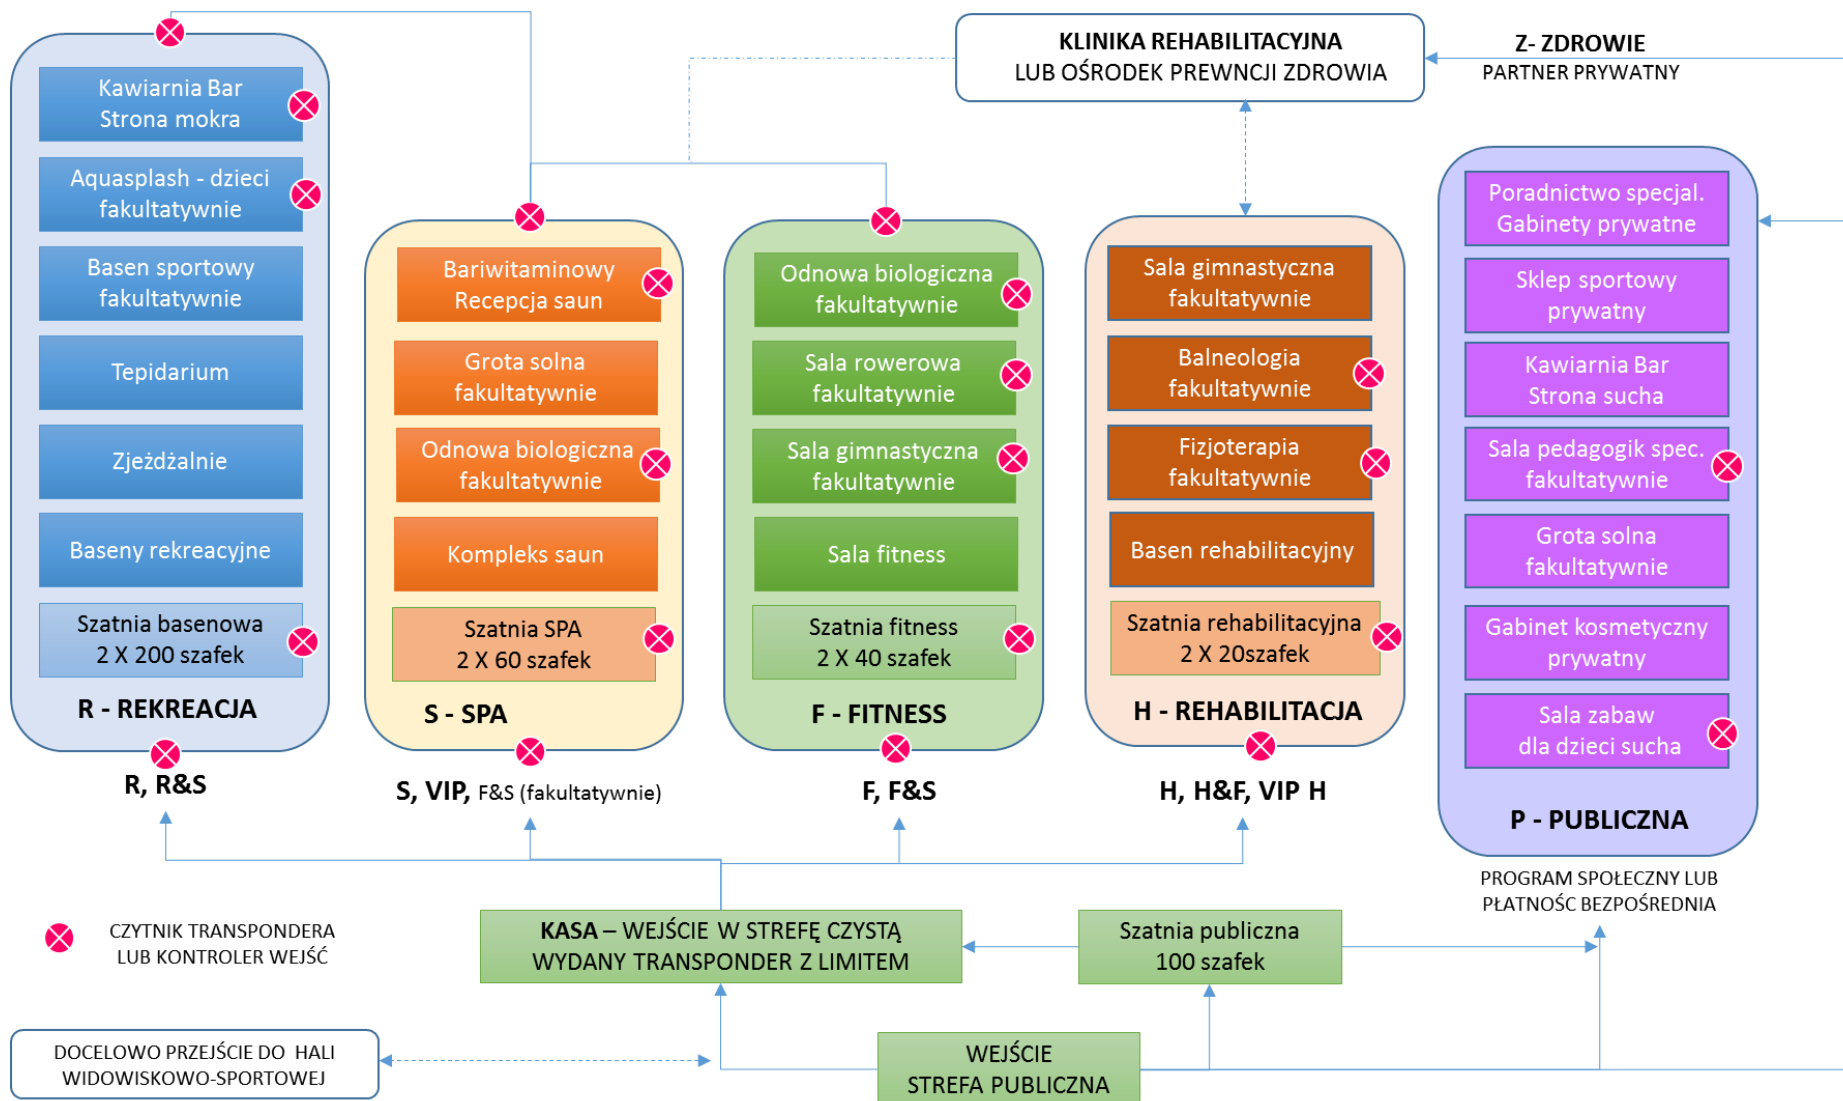 KLINIKA REHABILITACYJNA
LUB OŚRODEK PREWNCJI ZDROWIA
Z- ZDROWIE
PARTNER PRYWATNY
Kawiarnia Bar
Strona mokra
Aquasplash - dzieci
fakultatywnie
Basen sportowy
fakultatywnie
Tepidarium
Zjeżdżalnie
Baseny rekreacyjne
Szatnia basenowa
2 X 200 szafek
R - REKREACJA
R, R&S
Bariwitaminowy
Recepcja saun
Grota solna
fakultatywnie
Odnowa biologiczna
fakultatywnie
Kompleks saun
Szatnia SPA
2 X 60 szafek
S - SPA
S, VIP, F&S (fakultatywnie)
Odnowa biologiczna
fakultatywnie
Sala rowerowa
fakultatywnie
Sala gimnastyczna
fakultatywnie
Sala fitness
Szatnia fitness
2 X 40 szafek
F - FITNESS
F, F&S
Sala gimnastyczna
fakultatywnie
Balneologia
fakultatywnie
Fizjoterapia
fakultatywnie
Basen rehabilitacyjny
Szatnia rehabilitacyjna
2 X 20szafek
H - REHABILITACJA
H, H&F, VIP H
Poradnictwo specjal.
Gabinety prywatne
Sklep sportowy
prywatny
Kawiarnia Bar
Strona sucha
Sala pedagogik spec.
fakultatywnie
Grota solna
fakultatywnie
Gabinet kosmetyczny
prywatny
Sala zabaw
dla dzieci sucha
P - PUBLICZNA
PROGRAM SPOŁECZNY LUB
PŁATNOŚC BEZPOŚREDNIA
CZYTNIK TRANSPONDERA
LUB KONTROLER WEJŚĆ
KASA – WEJŚCIE W STREFĘ CZYSTĄ
WYDANY TRANSPONDER Z LIMITEM
Szatnia publiczna
100 szafek
DOCELOWO PRZEJŚCIE DO HALI
WIDOWISKOWO-SPORTOWEJ
WEJŚCIE
STREFA PUBLICZNA